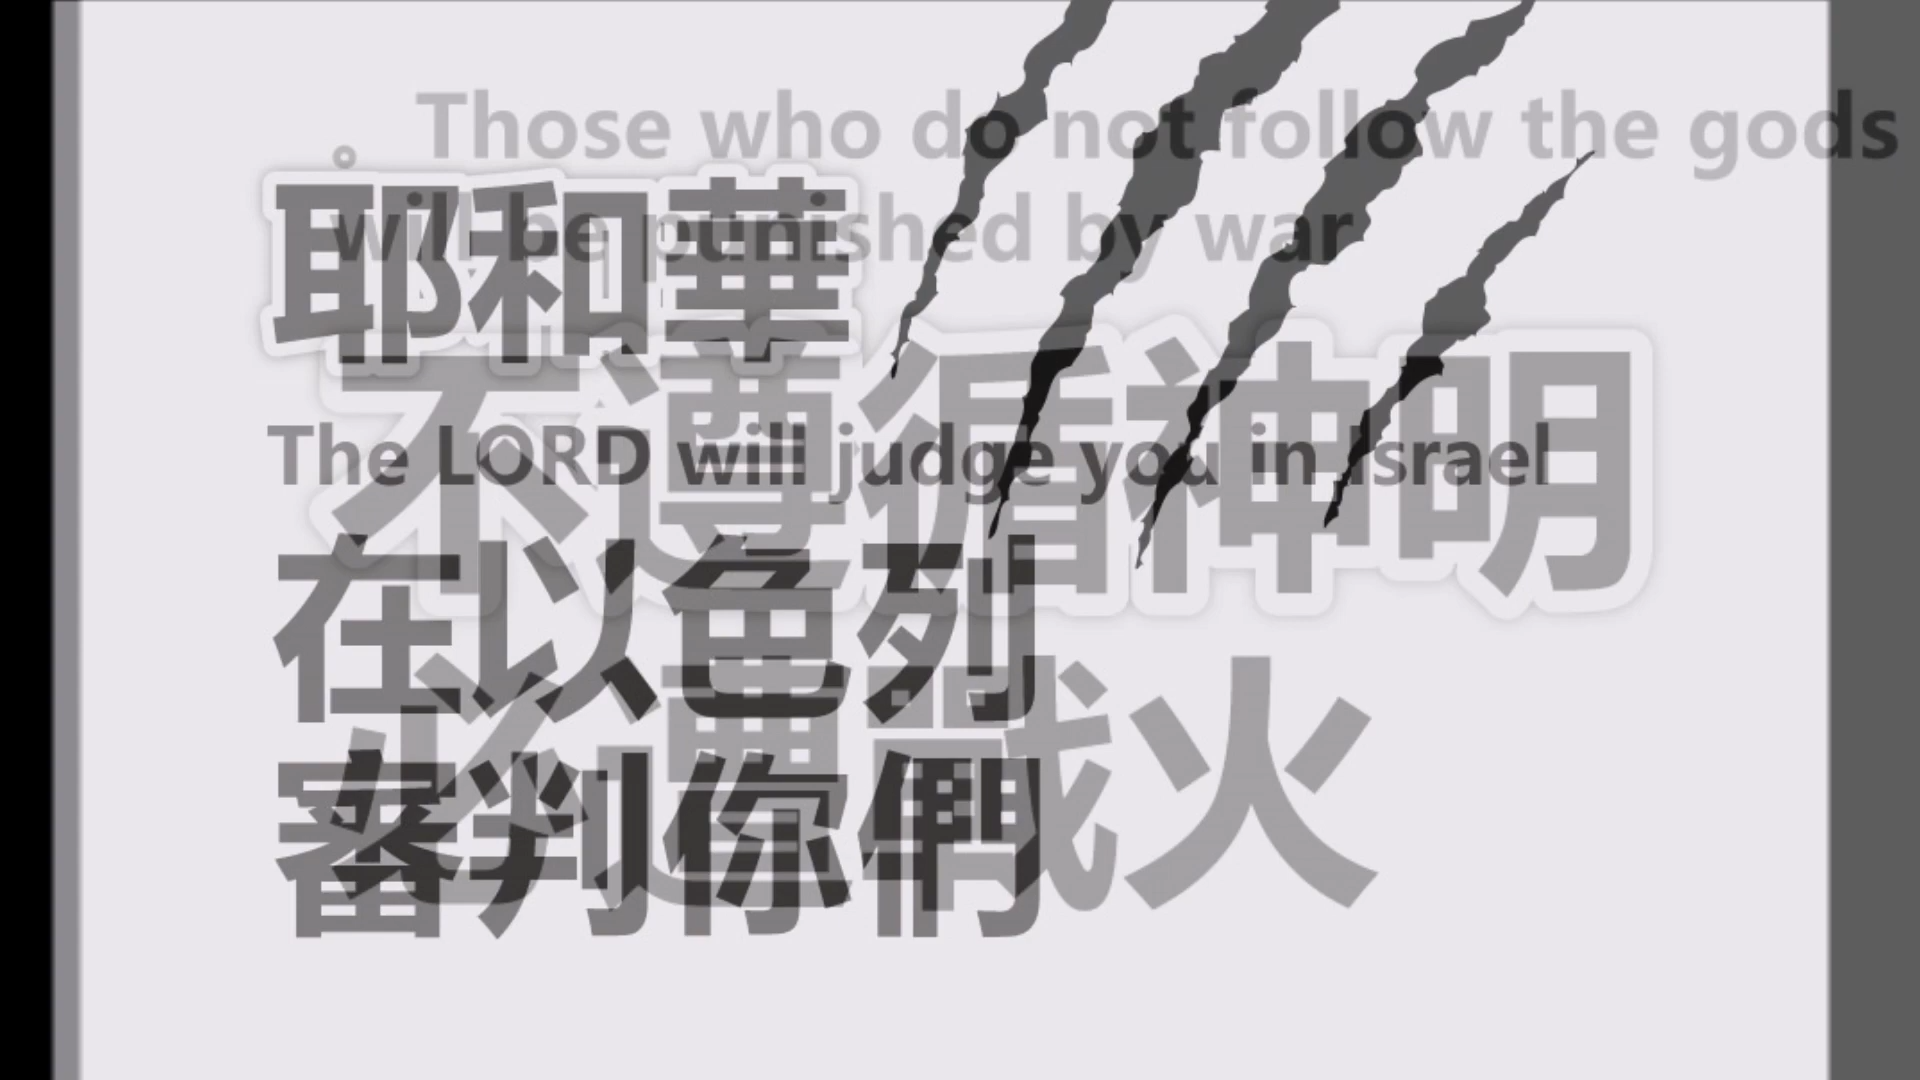 。Those who do not follow the gods
will be punished by war
耶和華
不遵循神明
The LORD will judge you in Israel
在以色列
必遭戰火
審判你們